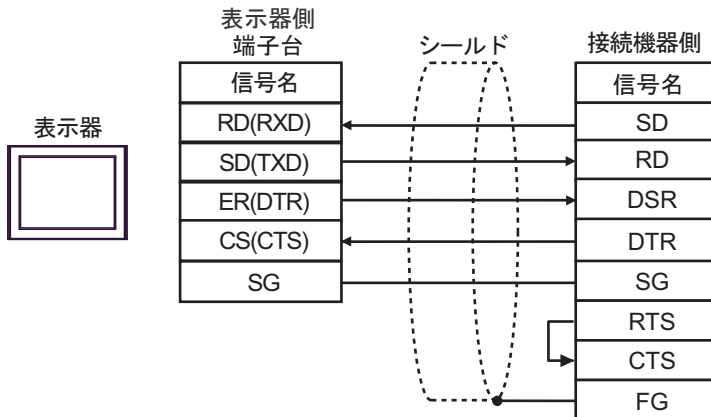 表示器
表示器側
端子台
信号名
RD(RXD)
SD(TXD)
ER(DTR)
CS(CTS)
SG
シールド
接続機器側
信号名
SD
RD
DSR
DTR
SG
RTS
CTS
FG